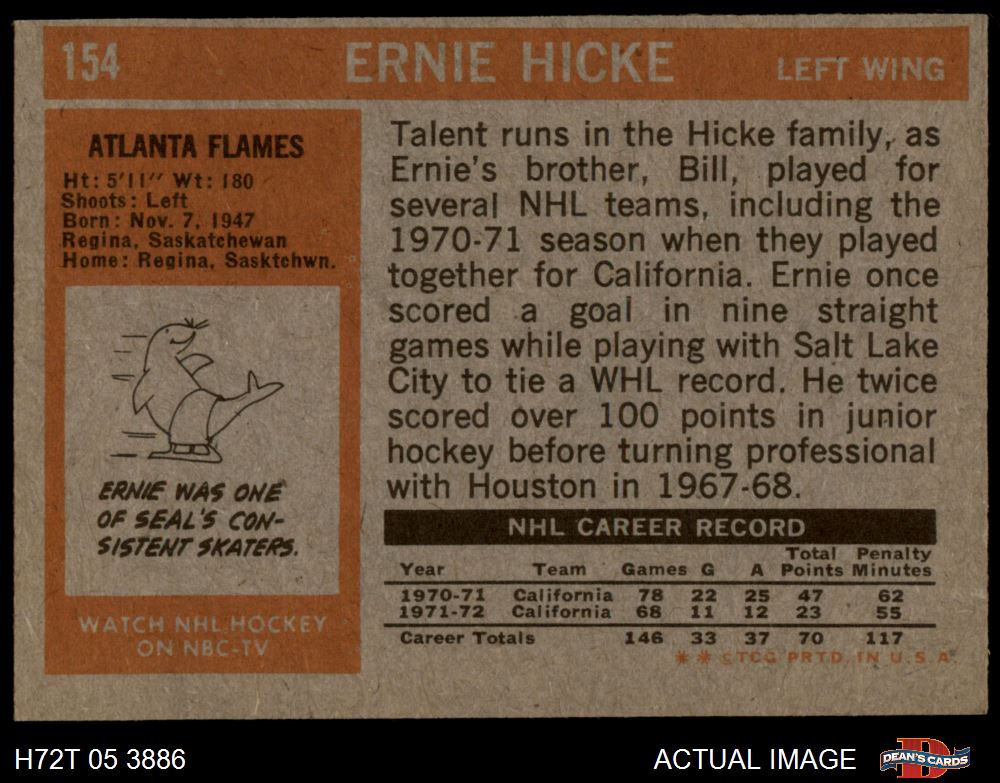 154 ERNIE HICKE LEFT WING
ATLANTA FLAMES
Ht: 5'11" Wt: 180
Shoots: Left
Born: Nov. 7, 1947
Regina, Saskatchewan
Home: Regina, Sasktchwn.
ERNIE WAS ONE
OF SEAL'S CON-
SISTENT SKATERS.
WATCH NHL HOCKEY
ON NBC-TV
Talent runs in the Hicke family, as
Ernie's brother, Bill, played for
several NHL teams, including the
1970-71 season when they played
together for California. Ernie once
scored a goal in nine straight
games while playing with Salt Lake
City to tie a WHL record. He twice
scored over 100 points in junior
hockey before turning professional
with Houston in 1967-68.
NHL CAREER RECORD
Total Penalty
Year Team Games G A Points Minutes
1970-71 California 78 22 25 47 62
1971-72 California 68 11 12 23 55
Career Totals 146 33 37 70 117
** ©TCG PRTD. IN U.S.A.
H72T 05 3886 ACTUAL IMAGE DEAN'S CARDS